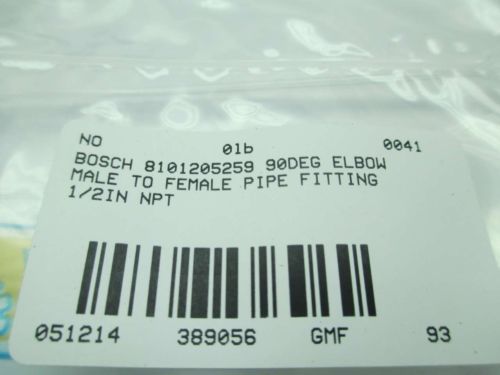 NO 01b 0041
BOSCH 8101205259 90DEG ELBOW
MALE TO FEMALE PIPE FITTING
1/2IN NPT
051214 389056 GMF 93